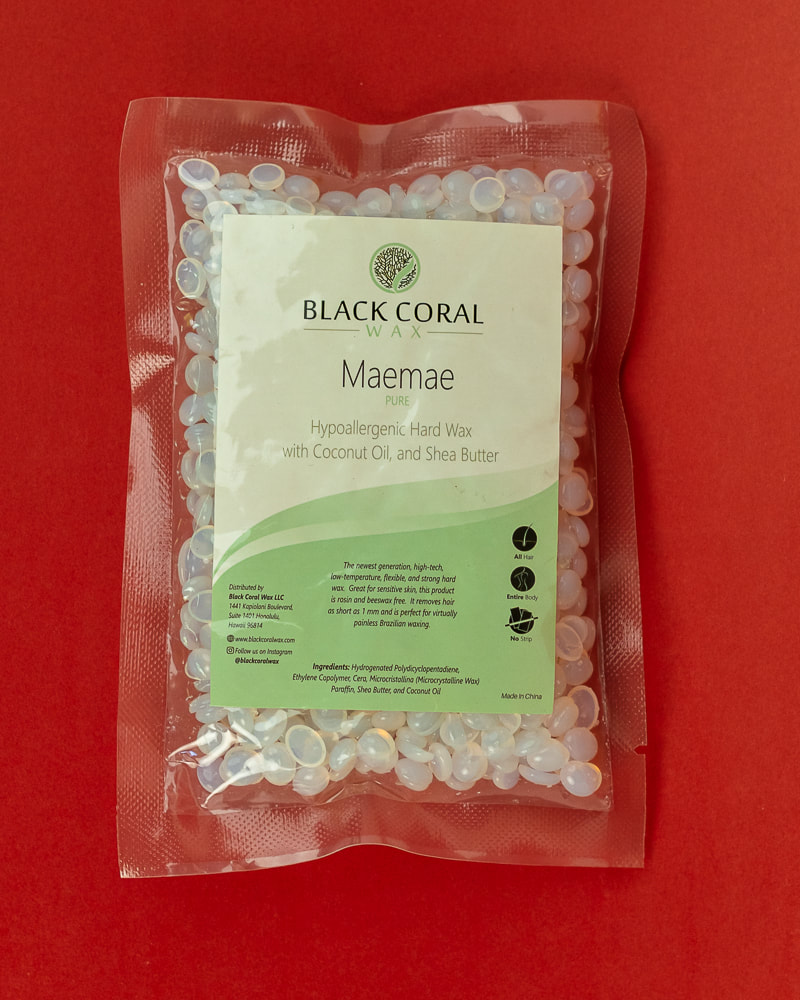 BLACK CORAL
WAX
Maemae
PURE
Hypoallergenic Hard Wax
with Coconut Oil, and Shea Butter
All Hair
Entire Body
No Strip
The newest generation, high-tech,
low-temperature, flexible, and strong hard
wax. Great for sensitive skin, this product
is rosin and beeswax free. It removes hair
as short as 1 mm and is perfect for virtually
painless Brazilian waxing.
Distributed by
Black Coral Wax LLC
1441 Kapiolani Boulevard,
Suite 1401 Honolulu,
Hawaii 96814
www.blackcoralwax.com
Follow us on Instagram
@blackcoralwax
Ingredients: Hydrogenated Polydicyclopentadiene,
Ethylene Copolymer, Cera, Microcristallina (Microcrystalline Wax)
Paraffin, Shea Butter, and Coconut Oil
Made in China